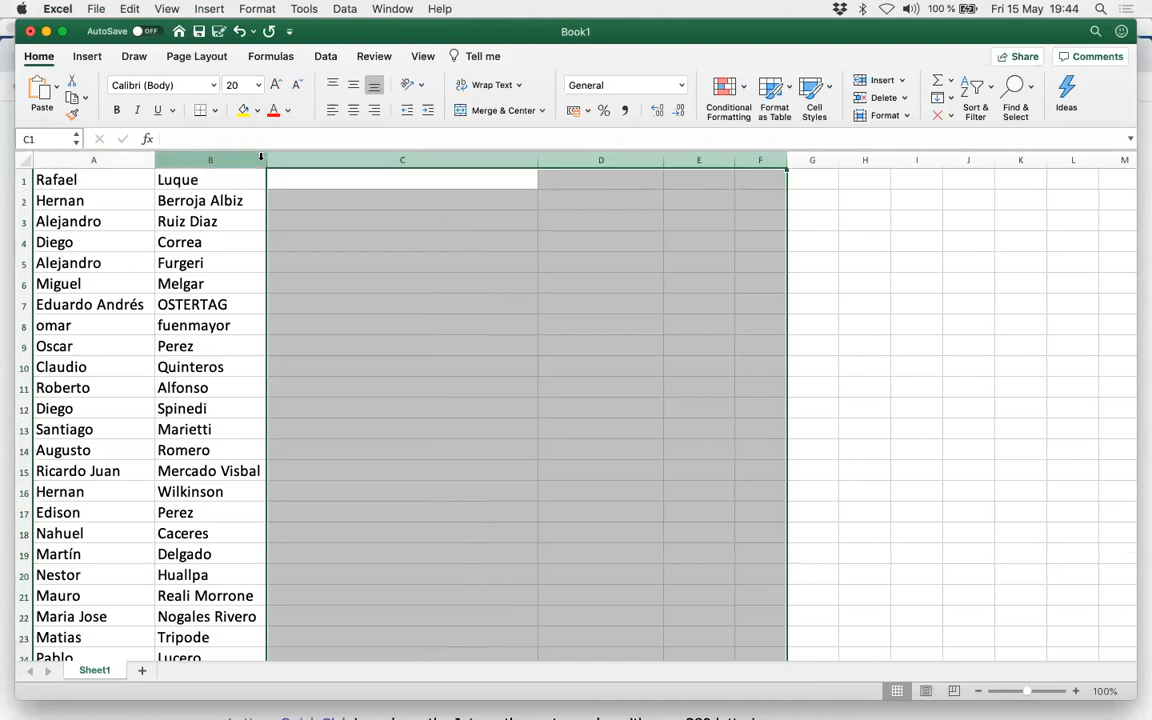 Excel File Edit View Insert Format Tools Data Window Help 100 % Fri 15 May 19:44
AutoSave OFF Book1
Home Insert Draw Page Layout Formulas Data Review View Tell me Share Comments
Paste Calibri (Body) 20 A A Wrap Text General Conditional Formatting Format as Table Cell Styles Insert Sort & Filter Find & Select Ideas
B I U A Merge & Center % Delete
Format
C1 fx
A B C D E F G H I J K L M
1 Rafael Luque
2 Hernan Berroja Albiz
3 Alejandro Ruiz Diaz
4 Diego Correa
5 Alejandro Furgeri
6 Miguel Melgar
7 Eduardo Andrés OSTERTAG
8 omar fuenmayor
9 Oscar Perez
10 Claudio Quinteros
11 Roberto Alfonso
12 Diego Spinedi
13 Santiago Marietti
14 Augusto Romero
15 Ricardo Juan Mercado Visbal
16 Hernan Wilkinson
17 Edison Perez
18 Nahuel Caceres
19 Martín Delgado
20 Nestor Huallpa
21 Mauro Reali Morrone
22 Maria Jose Nogales Rivero
23 Matias Tripode
24 Pablo Lucero
Sheet1
100%